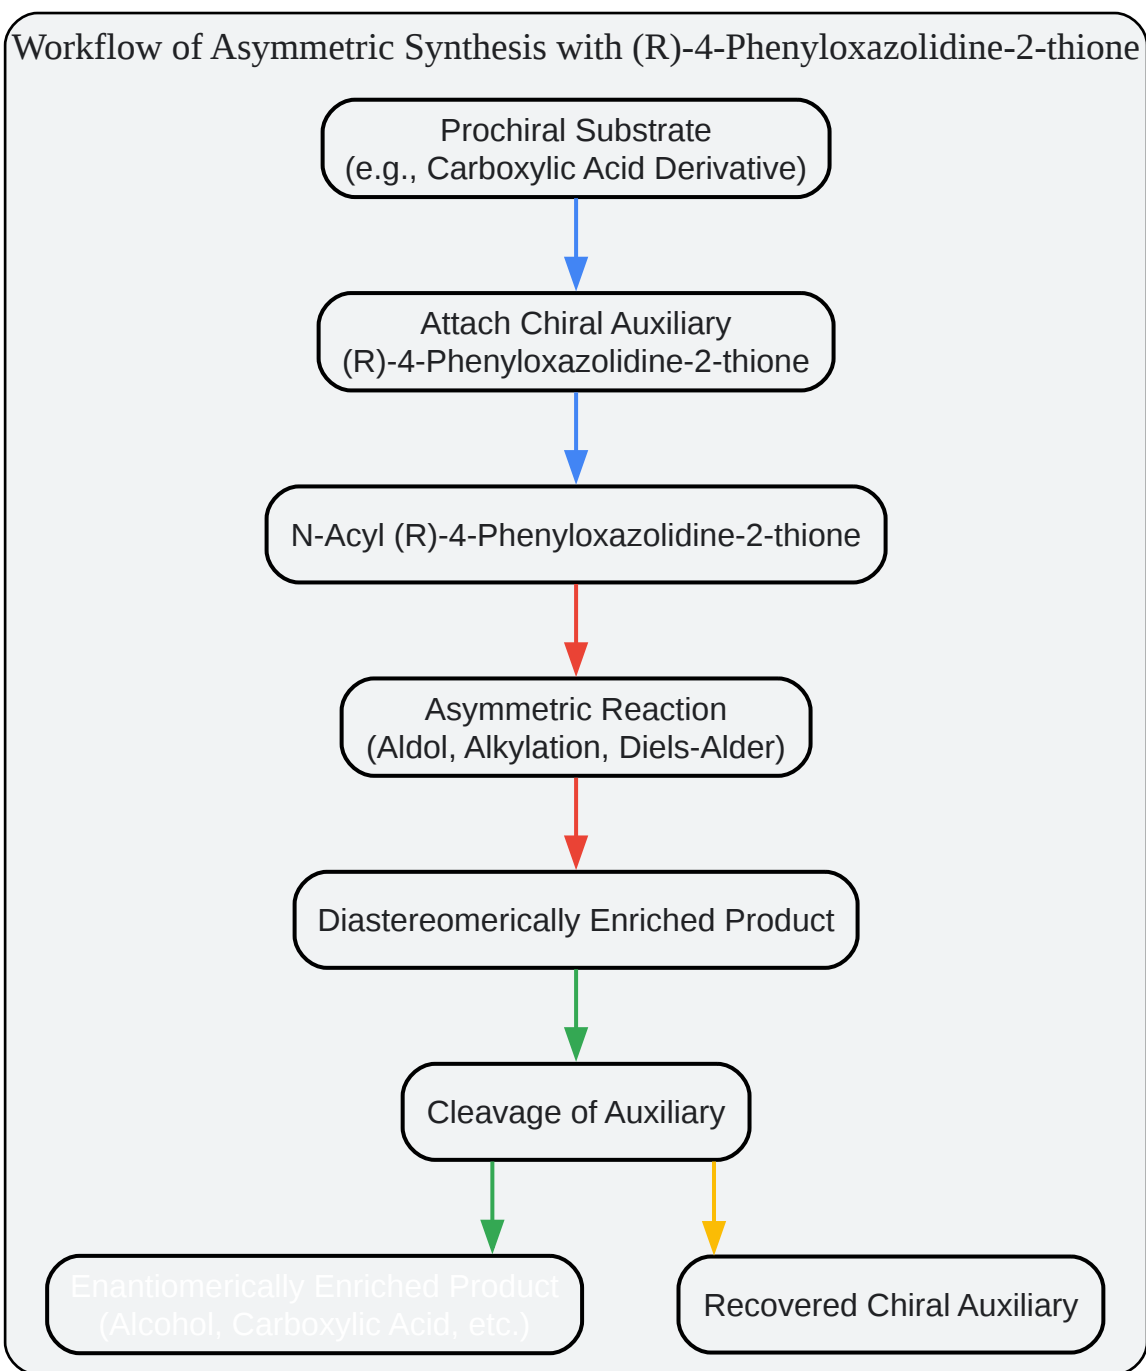 Workflow of Asymmetric Synthesis with (R)-4-Phenyloxazolidine-2-thione
Prochiral Substrate
(e.g., Carboxylic Acid Derivative)
Attach Chiral Auxiliary
(R)-4-Phenyloxazolidine-2-thione
N-Acyl (R)-4-Phenyloxazolidine-2-thione
Asymmetric Reaction
(Aldol, Alkylation, Diels-Alder)
Diastereomerically Enriched Product
Cleavage of Auxiliary
Enantiomerically Enriched Product
(Alcohol, Carboxylic Acid, etc.)
Recovered Chiral Auxiliary